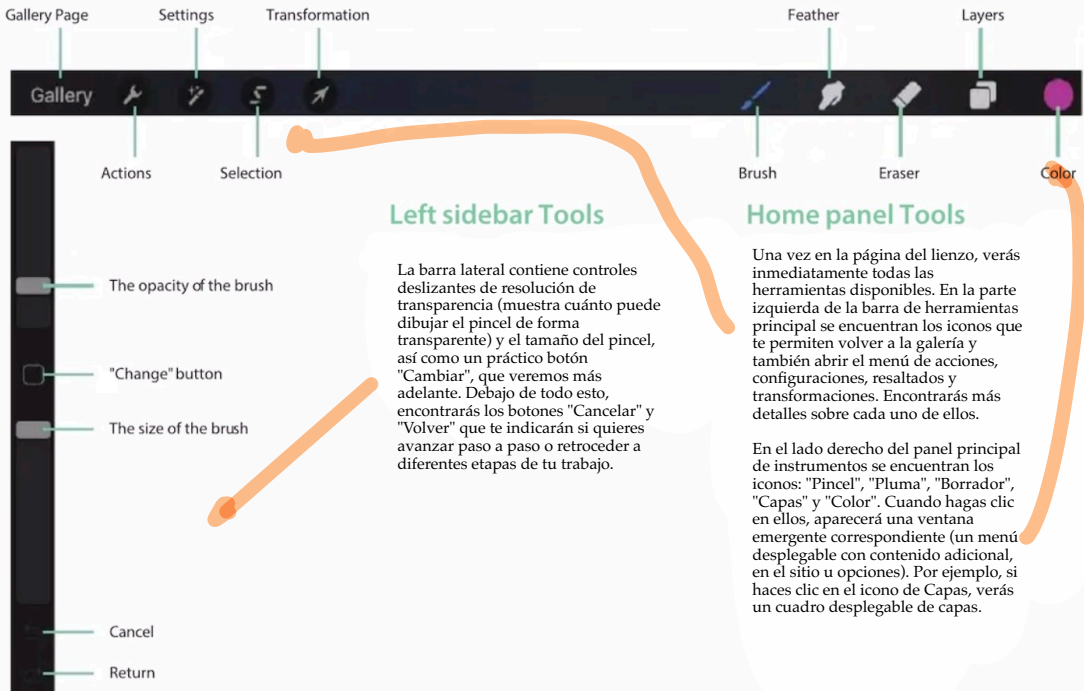 Gallery Page
Settings
Transformation
Feather
Layers
Gallery
Actions
Selection
Brush
Eraser
Color
Left sidebar Tools
La barra lateral contiene controles
deslizantes de resolución de
transparencia (muestra cuánto puede
dibujar el pincel de forma
transparente) y el tamaño del pincel,
así como un práctico botón
"Cambiar", que veremos más
adelante. Debajo de todo esto,
encontrarás los botones "Cancelar" y
"Volver" que te indicarán si quieres
avanzar paso a paso o retroceder a
diferentes etapas de tu trabajo.
Home panel Tools
Una vez en la página del lienzo, verás
inmediatamente todas las
herramientas disponibles. En la parte
izquierda de la barra de herramientas
principal se encuentran los iconos que
te permiten volver a la galería y
también abrir el menú de acciones,
configuraciones, resaltados y
transformaciones. Encontrarás más
detalles sobre cada uno de ellos.
En el lado derecho del panel principal
de instrumentos se encuentran los
iconos: "Pincel", "Pluma", "Borrador",
"Capas" y "Color". Cuando hagas clic
en ellos, aparecerá una ventana
emergente correspondiente (un menú
desplegable con contenido adicional,
en el sitio u opciones). Por ejemplo, si
haces clic en el icono de Capas, verás
un cuadro desplegable de capas.
The opacity of the brush
"Change" button
The size of the brush
Cancel
Return